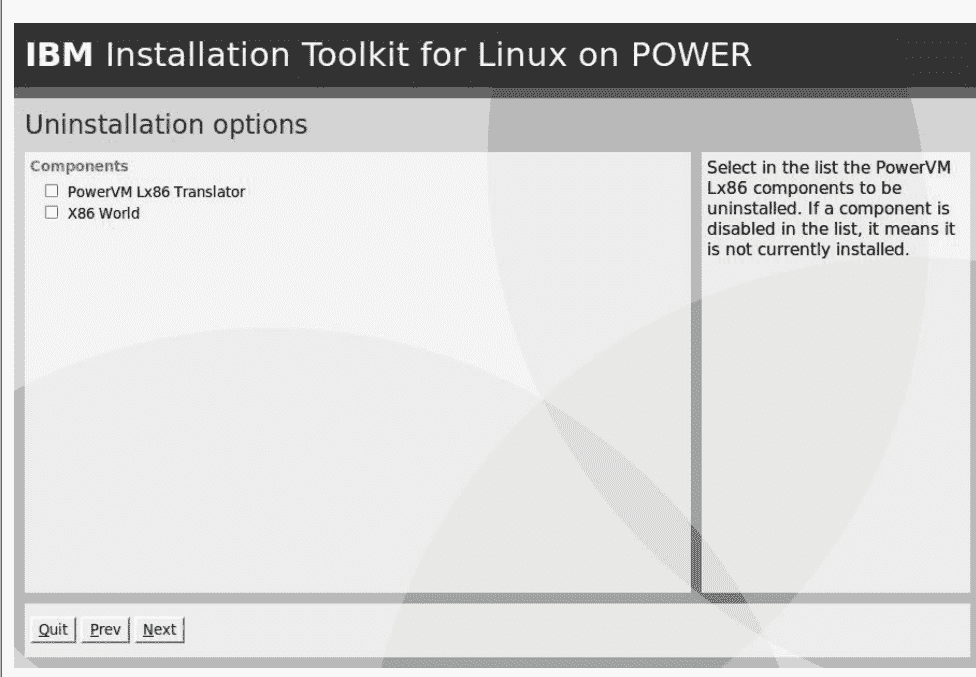 IBM Installation Toolkit for Linux on POWER
Uninstallation options
Components
PowerVM Lx86 Translator
X86 World
Select in the list the PowerVM
Lx86 components to be
uninstalled. If a component is
disabled in the list, it means it
is not currently installed.
Quit
Prev
Next